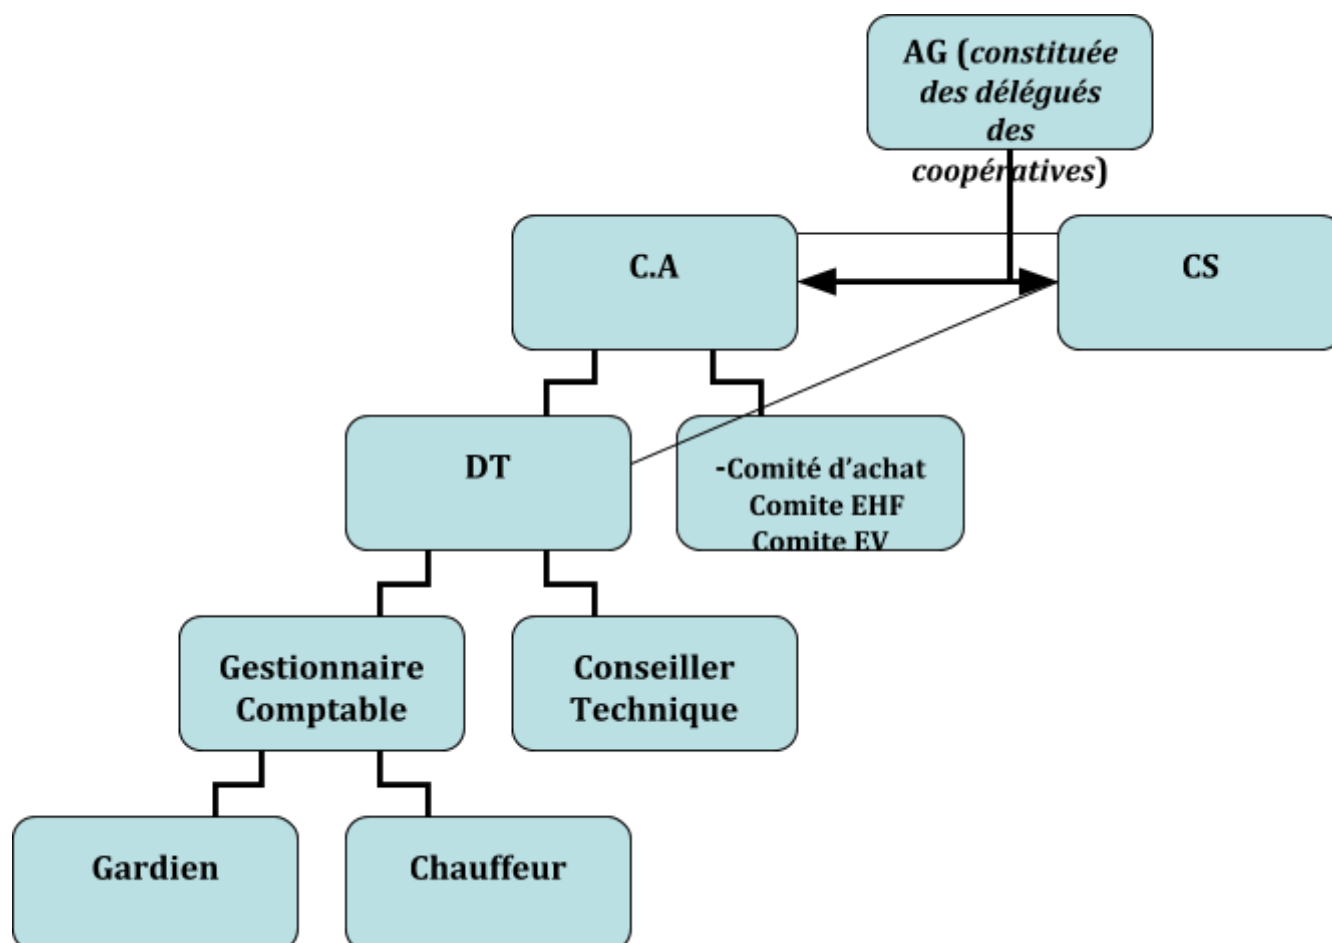 AG (constituée
des délégués
des
coopératives)
C.A
CS
DT
-Comité d’achat
Comite EHF
Comite EV
Gestionnaire
Comptable
Conseiller
Technique
Gardien
Chauffeur